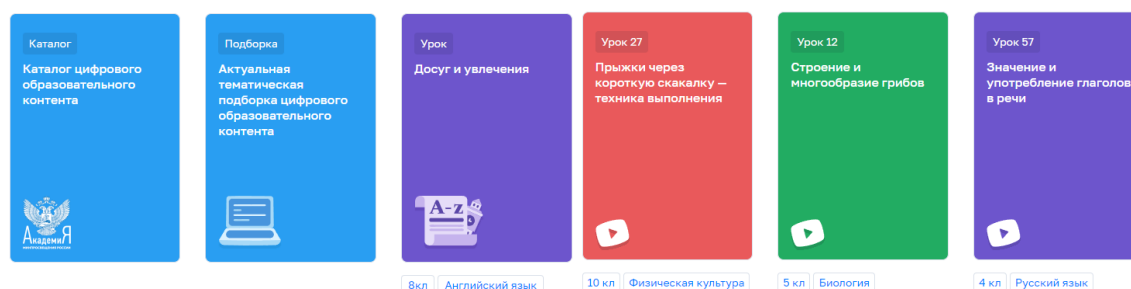 Каталог
Каталог цифрового
образовательного
контента
АкадемиЯ
Подборка
Актуальная
тематическая
подборка цифрового
образовательного
контента
Урок
Досуг и увлечения
A-z
8кл
Английский язык
Урок 27
Прыжки через
короткую скакалку —
техника выполнения
10 кл
Физическая культура
Урок 12
Строение и
многообразие грибов
5 кл
Биология
Урок 57
Значение и
употребление глаголов
в речи
4 кл
Русский язык